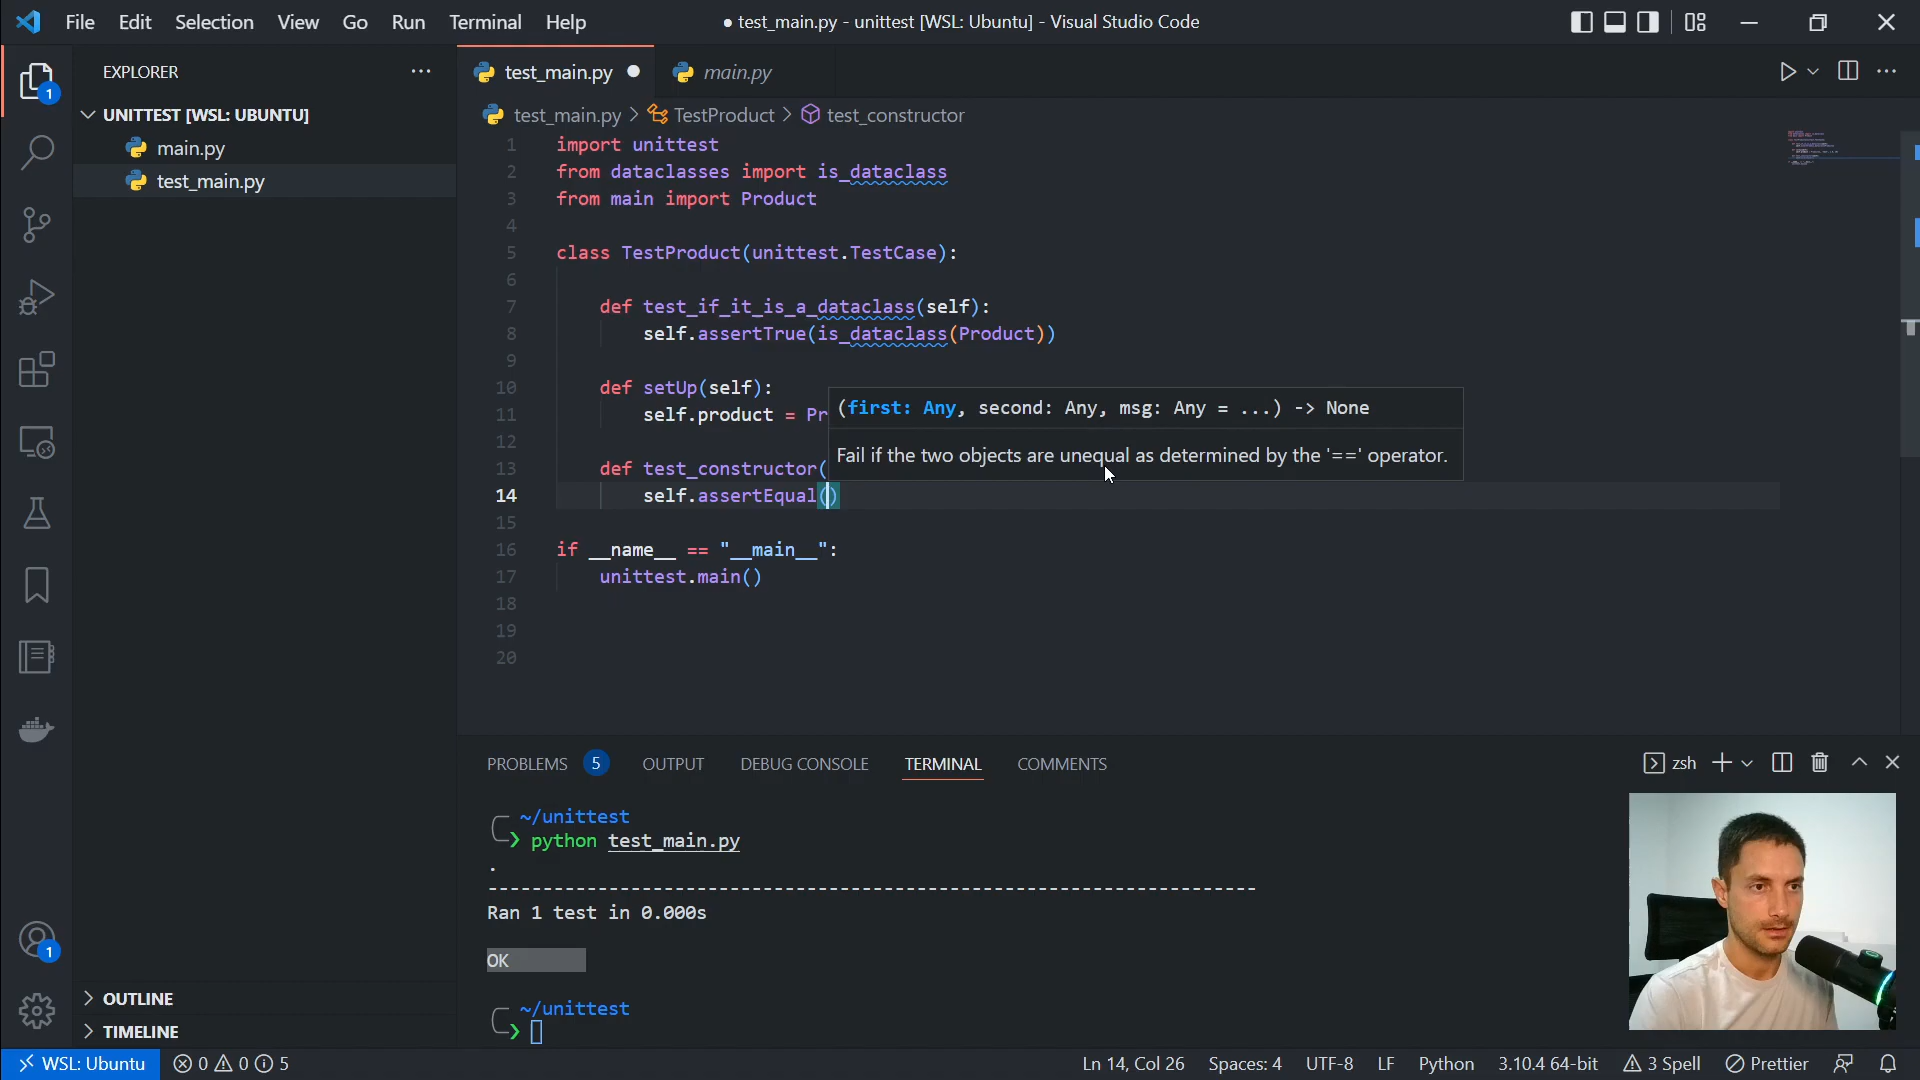 File Edit Selection View Go Run Terminal Help
● test_main.py - unittest [WSL: Ubuntu] - Visual Studio Code
EXPLORER
UNITTEST [WSL: UBUNTU]
main.py
test_main.py
OUTLINE
TIMELINE
1
1
test_main.py
main.py
test_main.py > TestProduct > test_constructor
1 import unittest
2 from dataclasses import is_dataclass
3 from main import Product
4
5 class TestProduct(unittest.TestCase):
6
7 def test_if_it_is_a_dataclass(self):
8 self.assertTrue(is_dataclass(Product))
9
10 def setUp(self):
11 self.product = Pr
12
13 def test_constructor(
14 self.assertEqual()
15
16 if __name__ == "__main__":
17 unittest.main()
18
19
20
(first: Any, second: Any, msg: Any = ...) -> None
Fail if the two objects are unequal as determined by the '==' operator.
PROBLEMS 5 OUTPUT DEBUG CONSOLE TERMINAL COMMENTS
zsh
~/unittest
❯ python test_main.py
.
----------------------------------------------------------------------
Ran 1 test in 0.000s
OK
~/unittest
❯
WSL: Ubuntu 0 0 5 Ln 14, Col 26 Spaces: 4 UTF-8 LF Python 3.10.4 64-bit 3 Spell Prettier